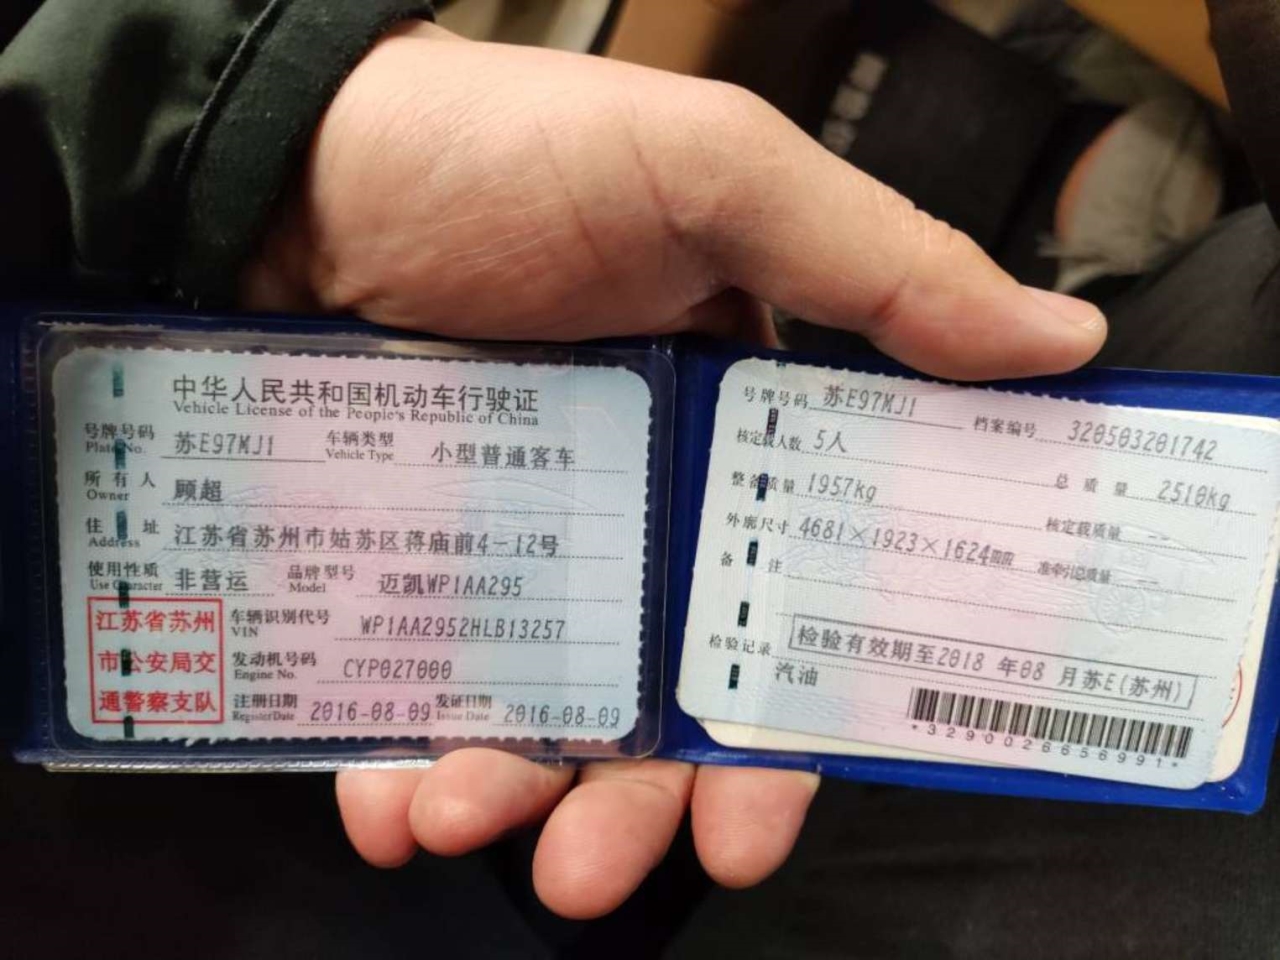 中华人民共和国机动车行驶证
Vehicle License of the People's Republic of China
号牌号码 苏E97MJ1 车辆类型 小型普通客车
Plate No. Vehicle Type
所有人 顾超
Owner
住址 江苏省苏州市姑苏区蒋庙前4-12号
Address
使用性质 非营运 品牌型号 迈凯WP1AA295
Use Character Model
江苏省苏州
市公安局交
通警察支队
车辆识别代号 WP1AA2952HLB13257
VIN
发动机号码 CYP027000
Engine No.
注册日期 2016-08-09 发证日期 2016-08-09
Register Date Issue Date
号牌号码 苏E97MJ1 档案编号 320503201742
核定载人数 5人 总质量 2510kg
整备质量 1957kg 核定载质量 --
外廓尺寸 4681×1923×1624mm 准牵引总质量 --
备注
检验记录 检验有效期至2018年08月苏E(苏州)
汽油
*3290026656991*